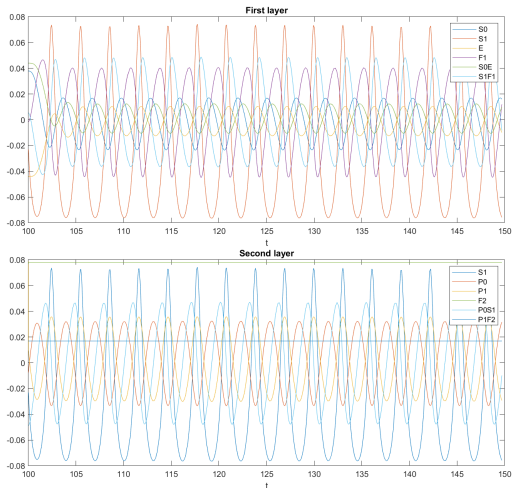 First layer
0.08
0.06
0.04
0.02
0
-0.02
-0.04
-0.06
-0.08
S0
S1
E
F1
S0E
S1F1
100 105 110 115 120 125 130 135 140 145 150
t
Second layer
0.08
0.06
0.04
0.02
0
-0.02
-0.04
-0.06
-0.08
S1
P0
P1
F2
P0S1
P1F2
100 105 110 115 120 125 130 135 140 145 150
t